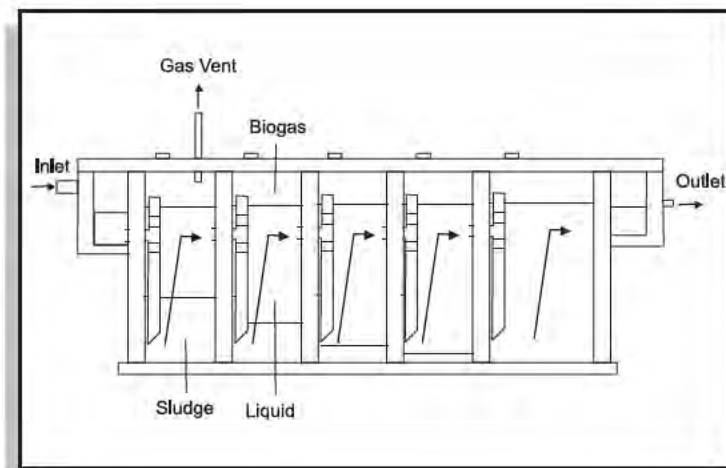 Gas Vent
Biogas
Inlet
Outlet
Sludge
Liquid